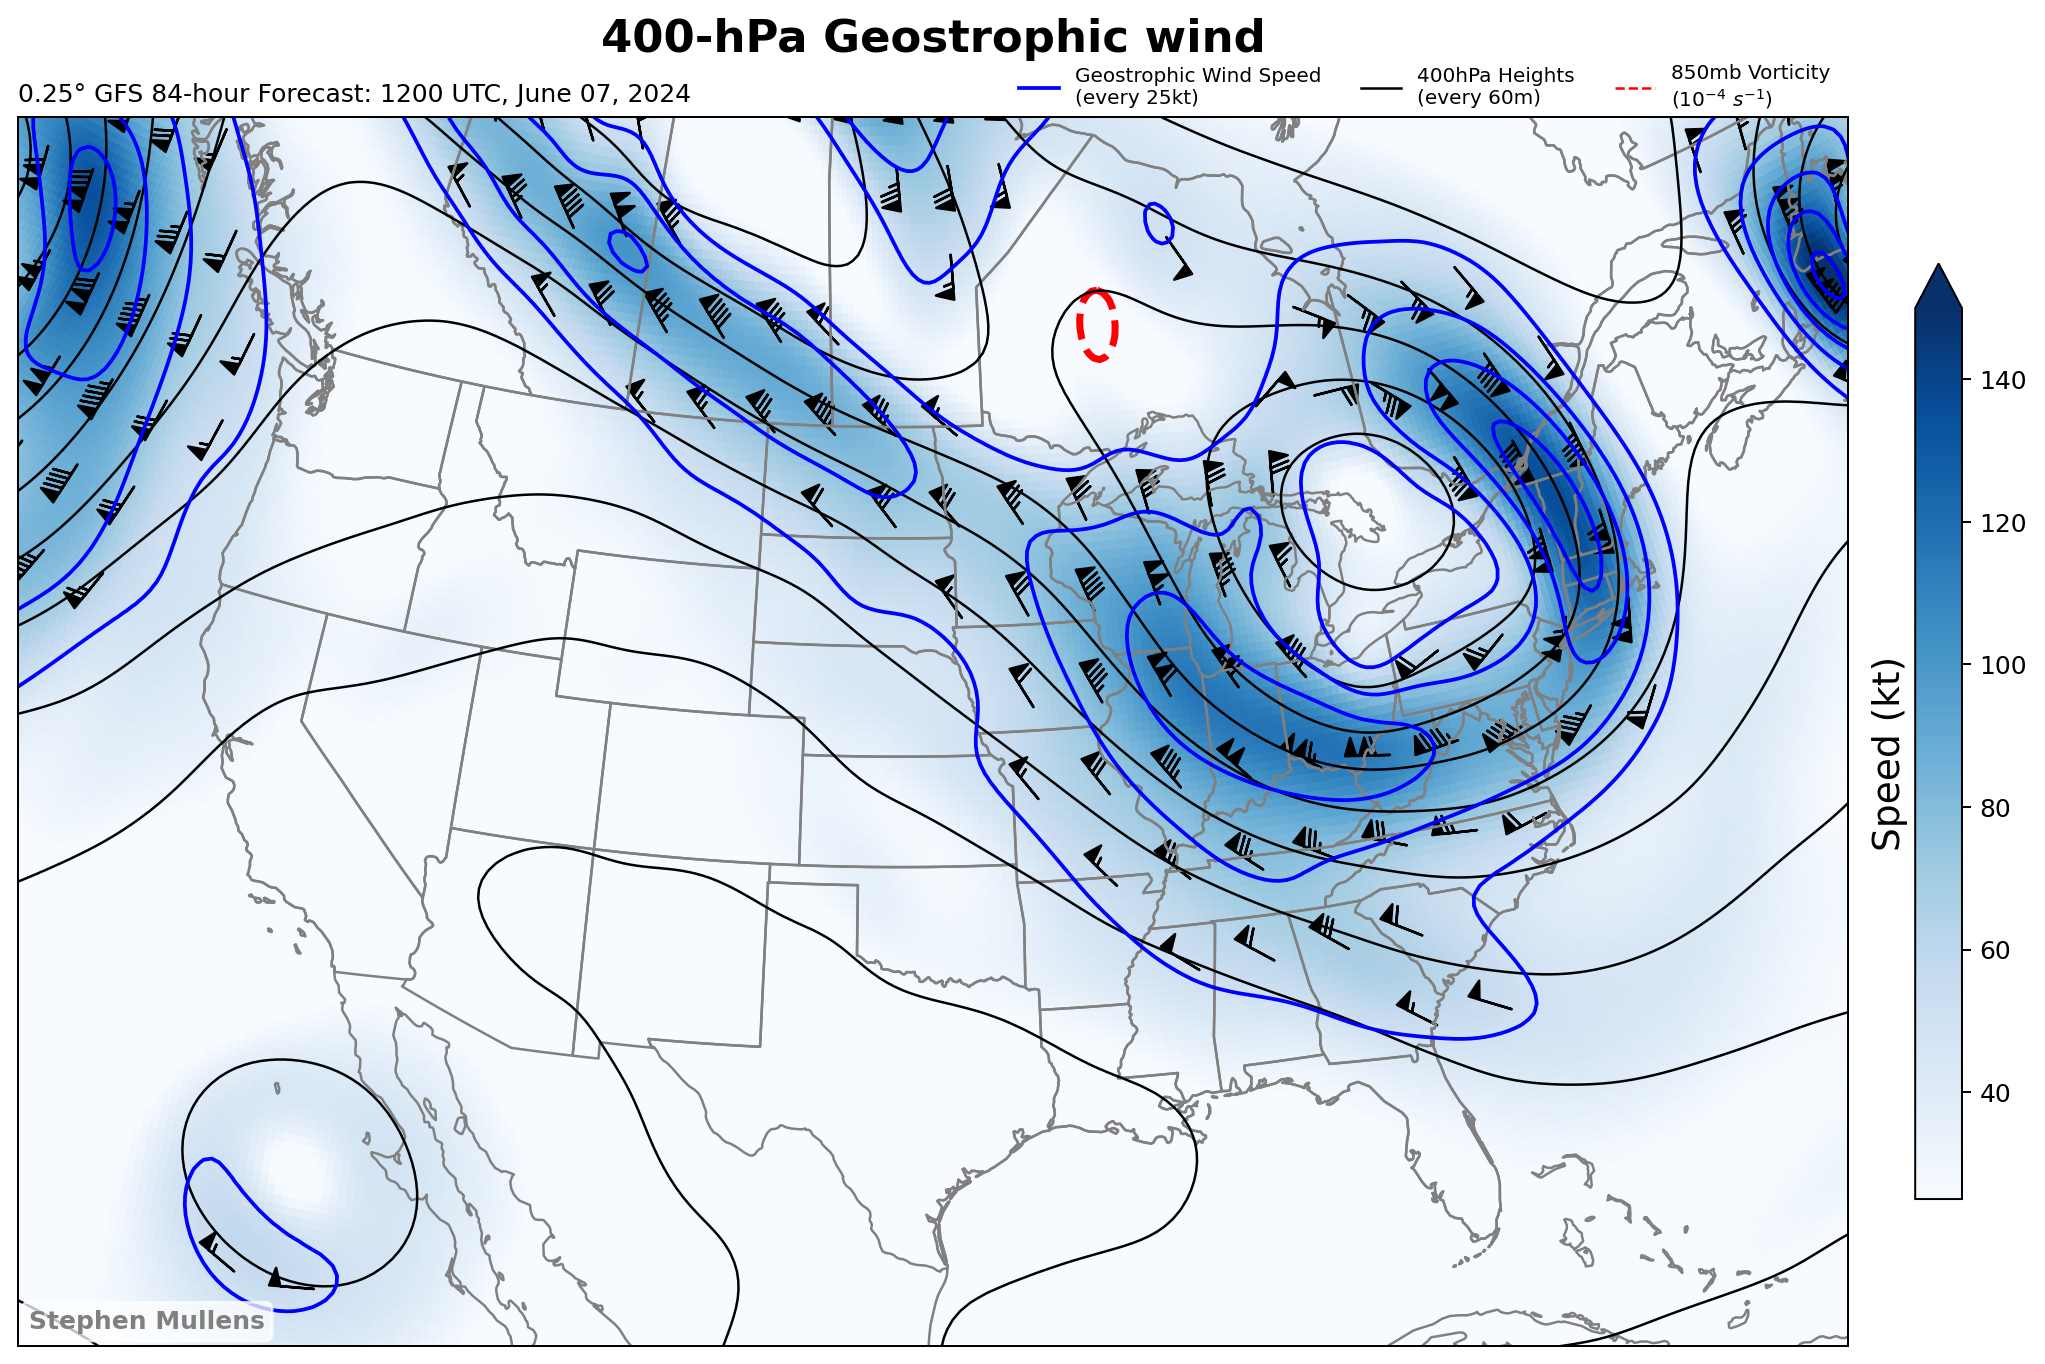 400-hPa Geostrophic wind
0.25° GFS 84-hour Forecast: 1200 UTC, June 07, 2024
Geostrophic Wind Speed
(every 25kt)
400hPa Heights
(every 60m)
850mb Vorticity
(10⁻⁴ s⁻¹)
140
120
100
80
60
40
Speed (kt)
Stephen Mullens